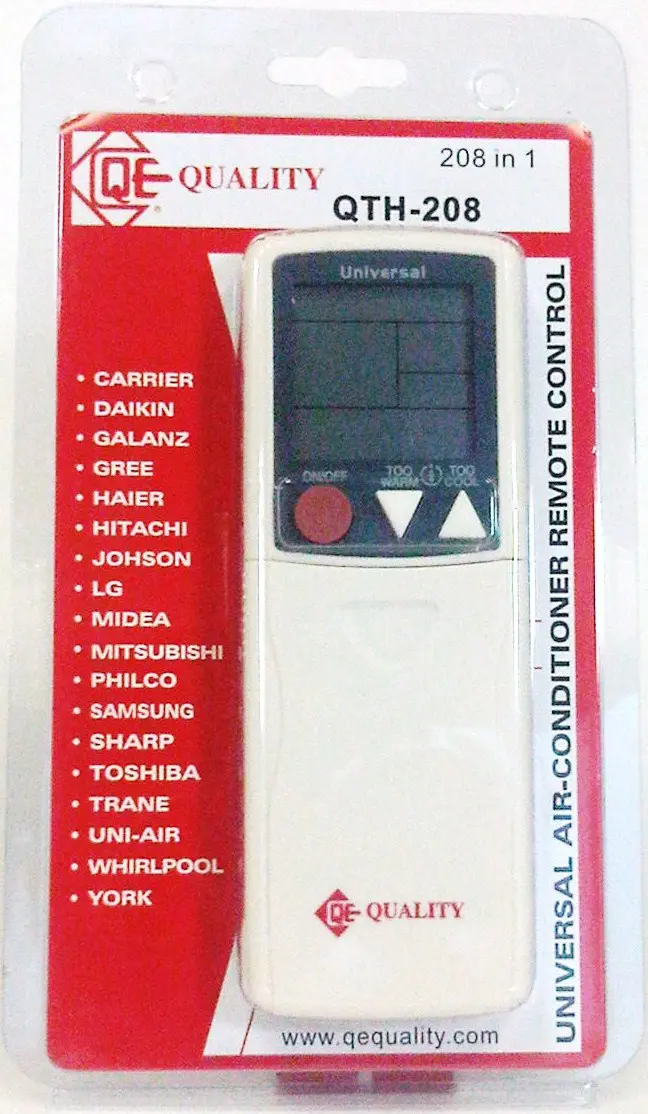 QE QUALITY
208 in 1
QTH-208
Universal
ON/OFF
TOO WARM
TOO COOL
• CARRIER
• DAIKIN
• GALANZ
• GREE
• HAIER
• HITACHI
• JOHSON
• LG
• MIDEA
• MITSUBISHI
• PHILCO
• SAMSUNG
• SHARP
• TOSHIBA
• TRANE
• UNI-AIR
• WHIRLPOOL
• YORK
UNIVERSAL AIR-CONDITIONER REMOTE CONTROL
QE QUALITY
www.qequality.com